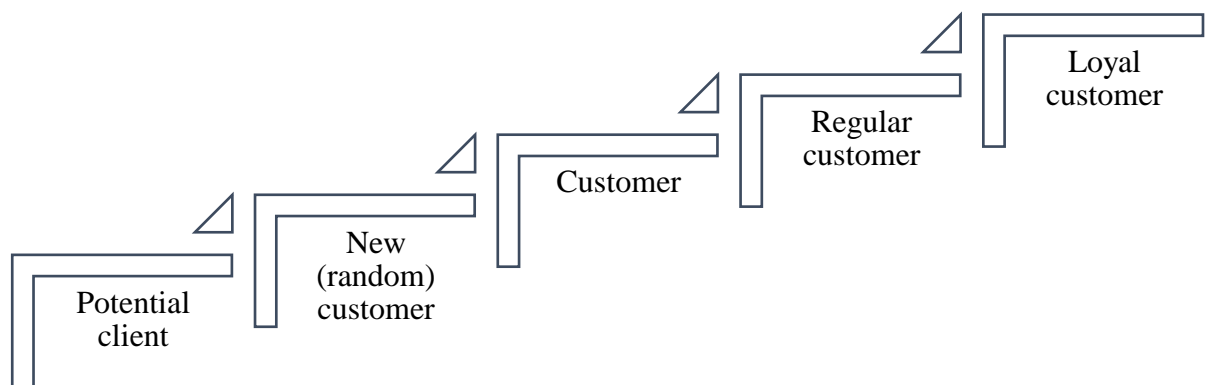 Potential
client
New
(random)
customer
Customer
Regular
customer
Loyal
customer